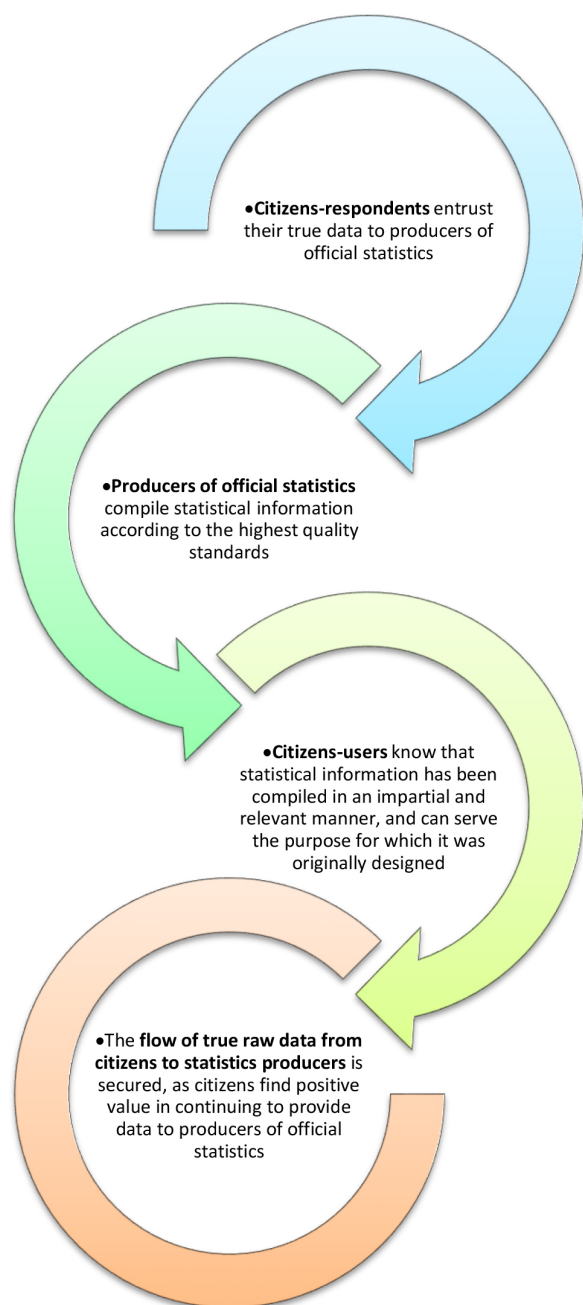 •Citizens-respondents entrust
their true data to producers of
official statistics
•Producers of official statistics
compile statistical information
according to the highest quality
standards
•Citizens-users know that
statistical information has been
compiled in an impartial and
relevant manner, and can serve
the purpose for which it was
originally designed
•The flow of true raw data from
citizens to statistics producers is
secured, as citizens find positive
value in continuing to provide
data to producers of official
statistics